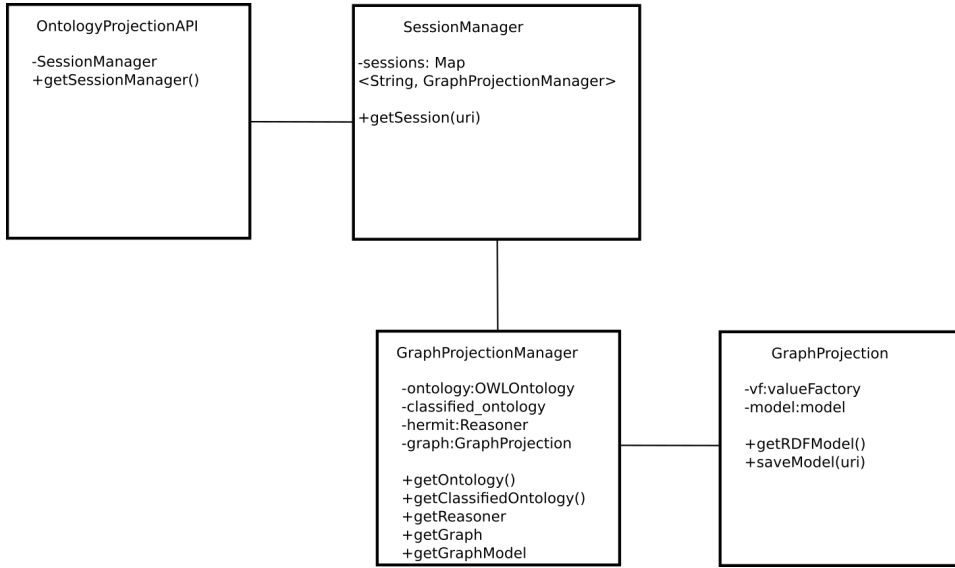 OntologyProjectionAPI
-SessionManager
+getSessionManager()
SessionManager
-sessions: Map
<String, GraphProjectionManager>
+getSession(uri)
GraphProjectionManager
-ontology:OWLOntology
-classified_ontology
-hermit:Reasoner
-graph:GraphProjection
+getOntology()
+getClassifiedOntology()
+getReasoner
+getGraph
+getGraphModel
GraphProjection
-vf:valueFactory
-model:model
+getRDFModel()
+saveModel(uri)